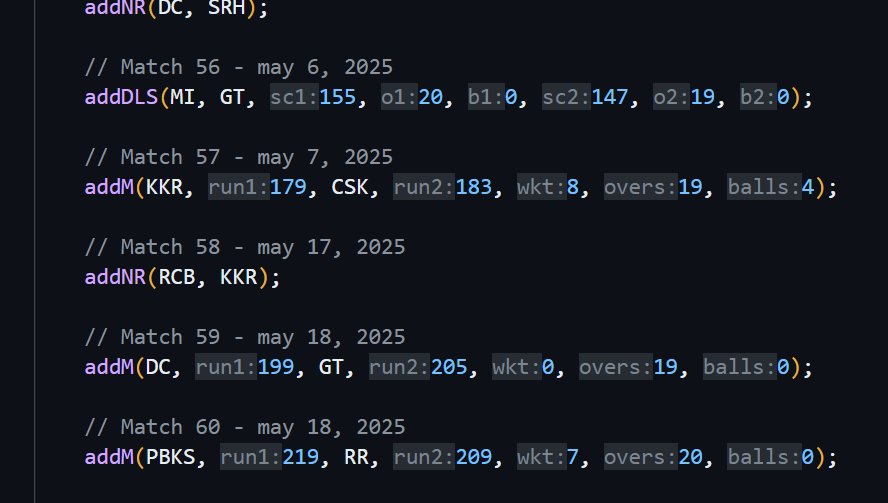 addNR(DC, SRH);
// Match 56 - may 6, 2025
addDLS(MI, GT, sc1:155, o1:20, b1:0, sc2:147, o2:19, b2:0);
// Match 57 - may 7, 2025
addM(KKR, run1:179, CSK, run2:183, wkt:8, overs:19, balls:4);
// Match 58 - may 17, 2025
addNR(RCB, KKR);
// Match 59 - may 18, 2025
addM(DC, run1:199, GT, run2:205, wkt:0, overs:19, balls:0);
// Match 60 - may 18, 2025
addM(PBKS, run1:219, RR, run2:209, wkt:7, overs:20, balls:0);